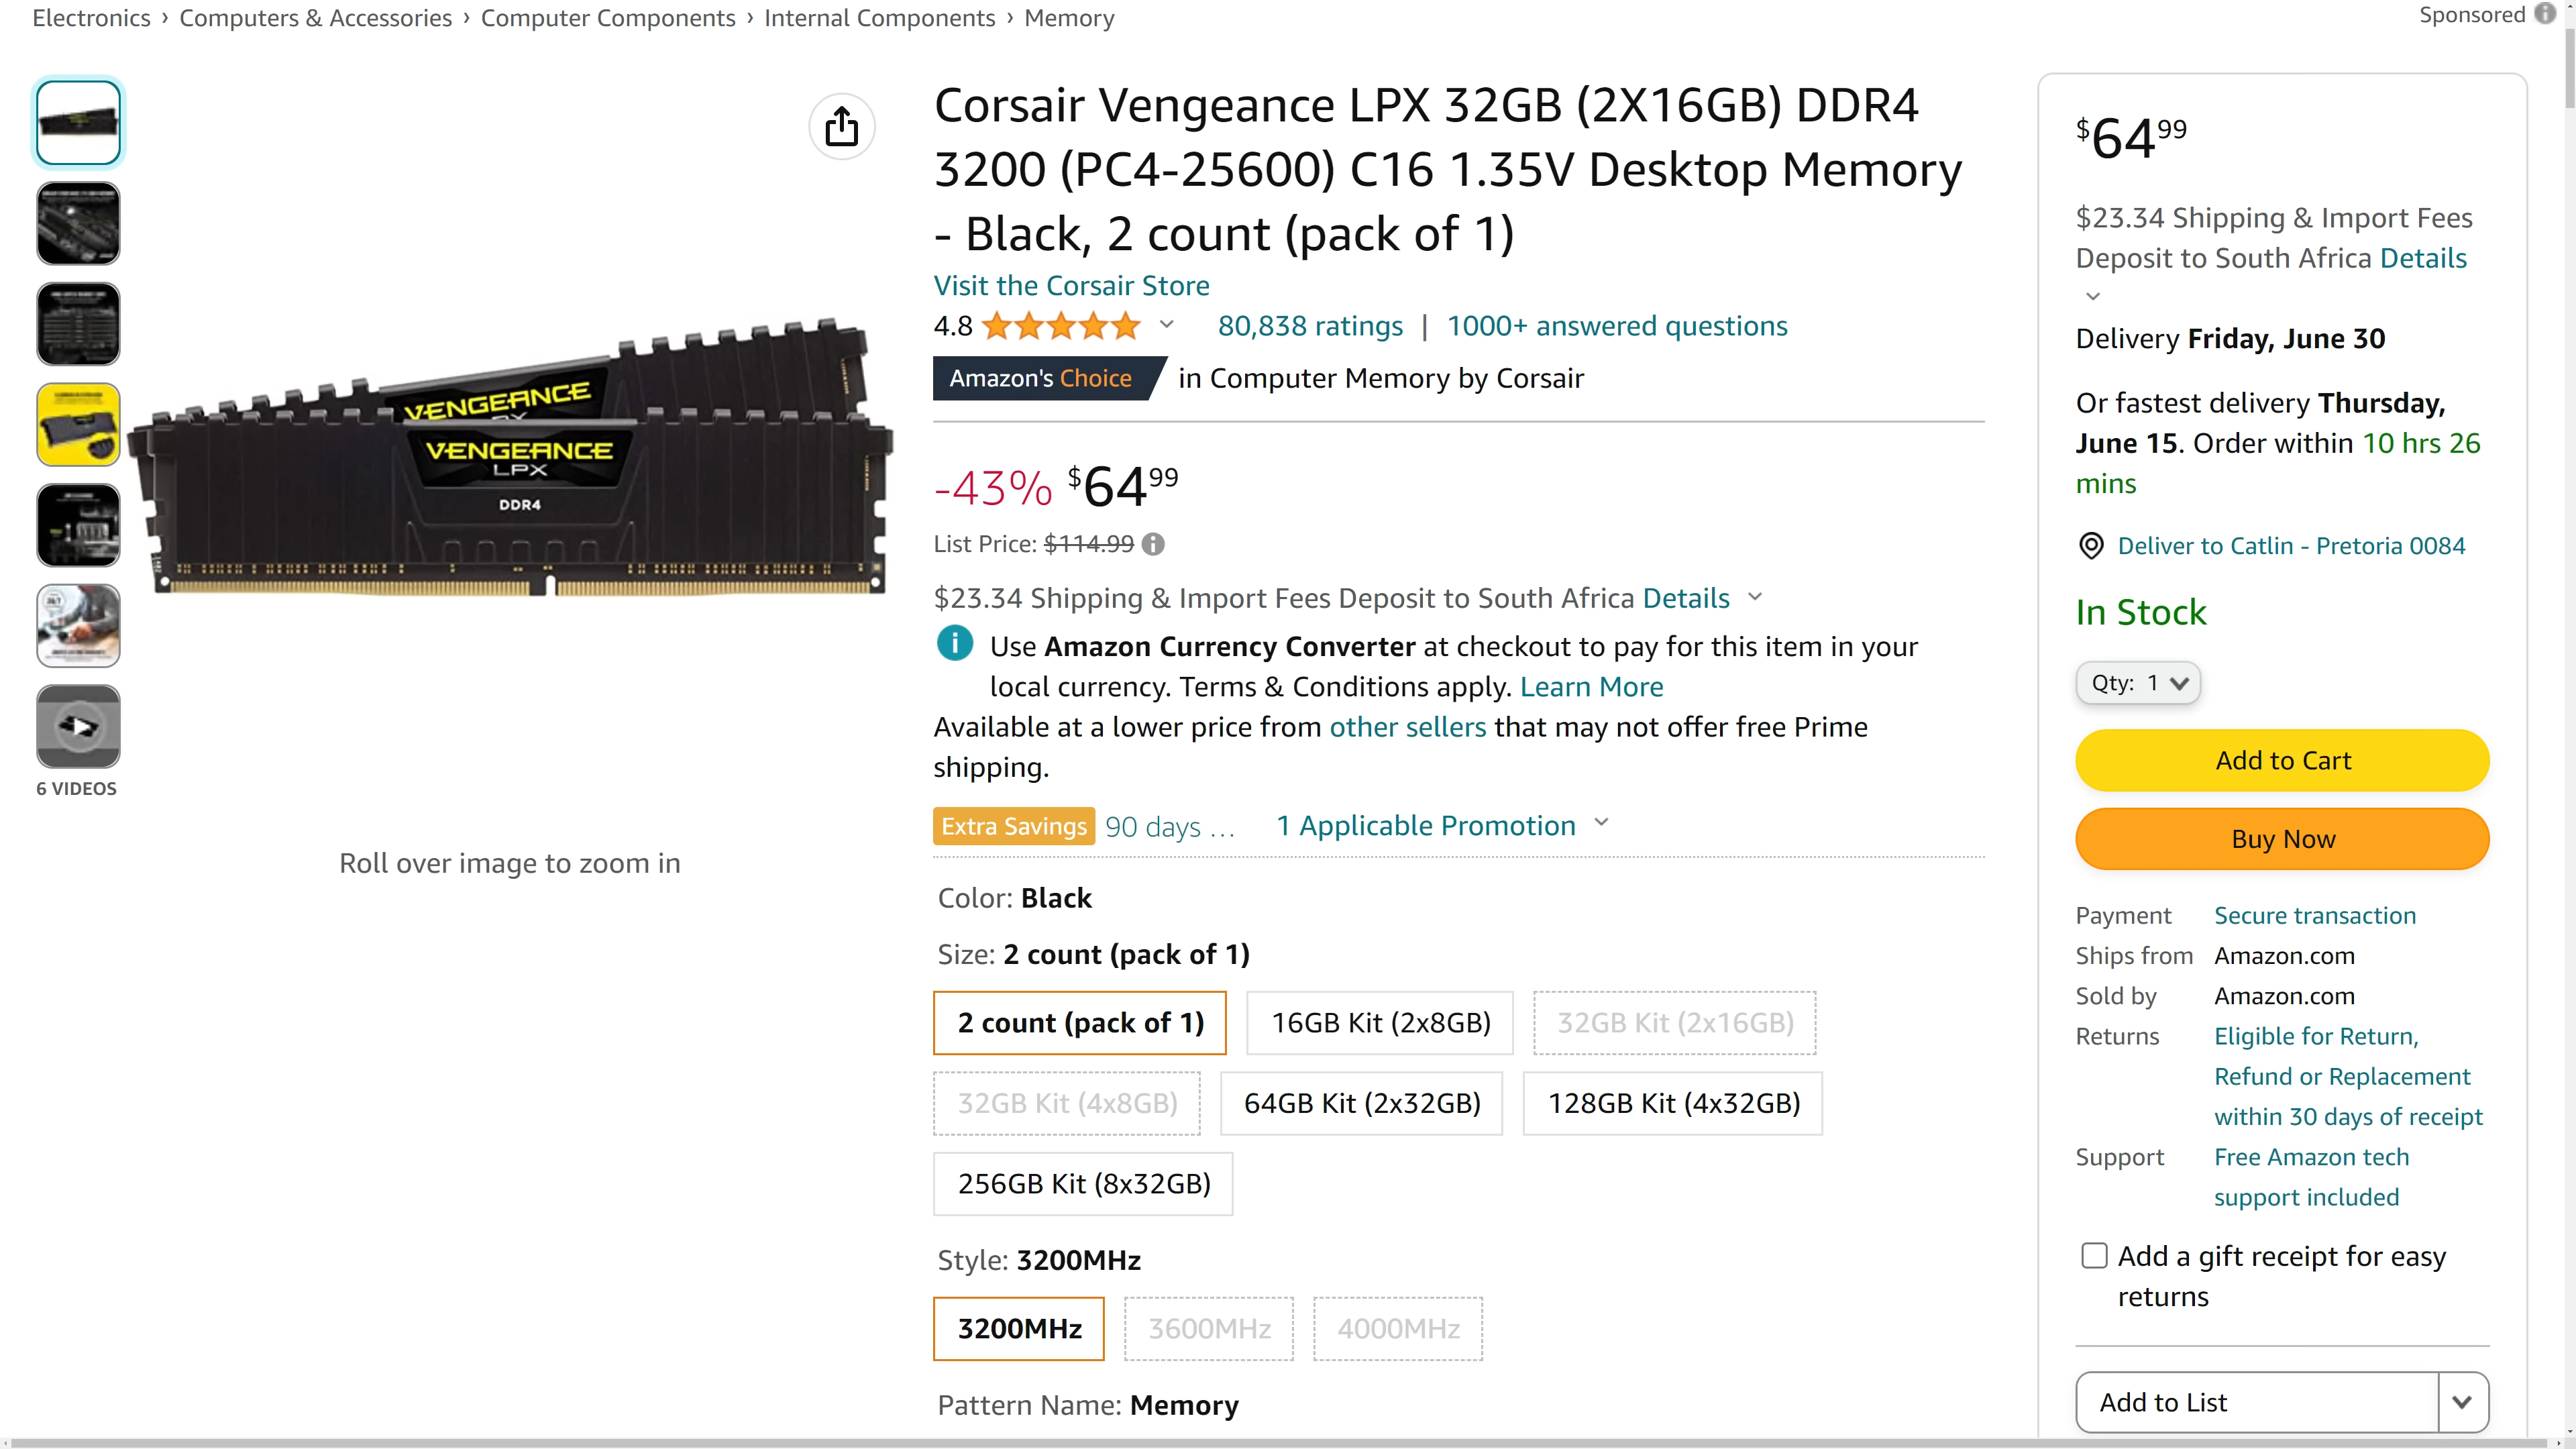 Electronics › Computers & Accessories › Computer Components › Internal Components › Memory
Sponsored
Corsair Vengeance LPX 32GB (2X16GB) DDR4
3200 (PC4-25600) C16 1.35V Desktop Memory
- Black, 2 count (pack of 1)
Visit the Corsair Store
4.8
80,838 ratings | 1000+ answered questions
Amazon's Choice in Computer Memory by Corsair
VENGEANCE
VENGEANCE
LPX
DDR4
6 VIDEOS
Roll over image to zoom in
-43% $64.99
List Price: $114.99
$23.34 Shipping & Import Fees Deposit to South Africa Details
Use Amazon Currency Converter at checkout to pay for this item in your
local currency. Terms & Conditions apply. Learn More
Available at a lower price from other sellers that may not offer free Prime
shipping.
Extra Savings 90 days ... 1 Applicable Promotion
Color: Black
Size: 2 count (pack of 1)
2 count (pack of 1) 16GB Kit (2x8GB) 32GB Kit (2x16GB)
32GB Kit (4x8GB) 64GB Kit (2x32GB) 128GB Kit (4x32GB)
256GB Kit (8x32GB)
Style: 3200MHz
3200MHz 3600MHz 4000MHz
Pattern Name: Memory
$64.99
$23.34 Shipping & Import Fees
Deposit to South Africa Details
Delivery Friday, June 30
Or fastest delivery Thursday,
June 15. Order within 10 hrs 26
mins
Deliver to Catlin - Pretoria 0084
In Stock
Qty: 1
Add to Cart
Buy Now
Payment Secure transaction
Ships from Amazon.com
Sold by Amazon.com
Returns Eligible for Return,
Refund or Replacement
within 30 days of receipt
Support Free Amazon tech
support included
Add a gift receipt for easy
returns
Add to List